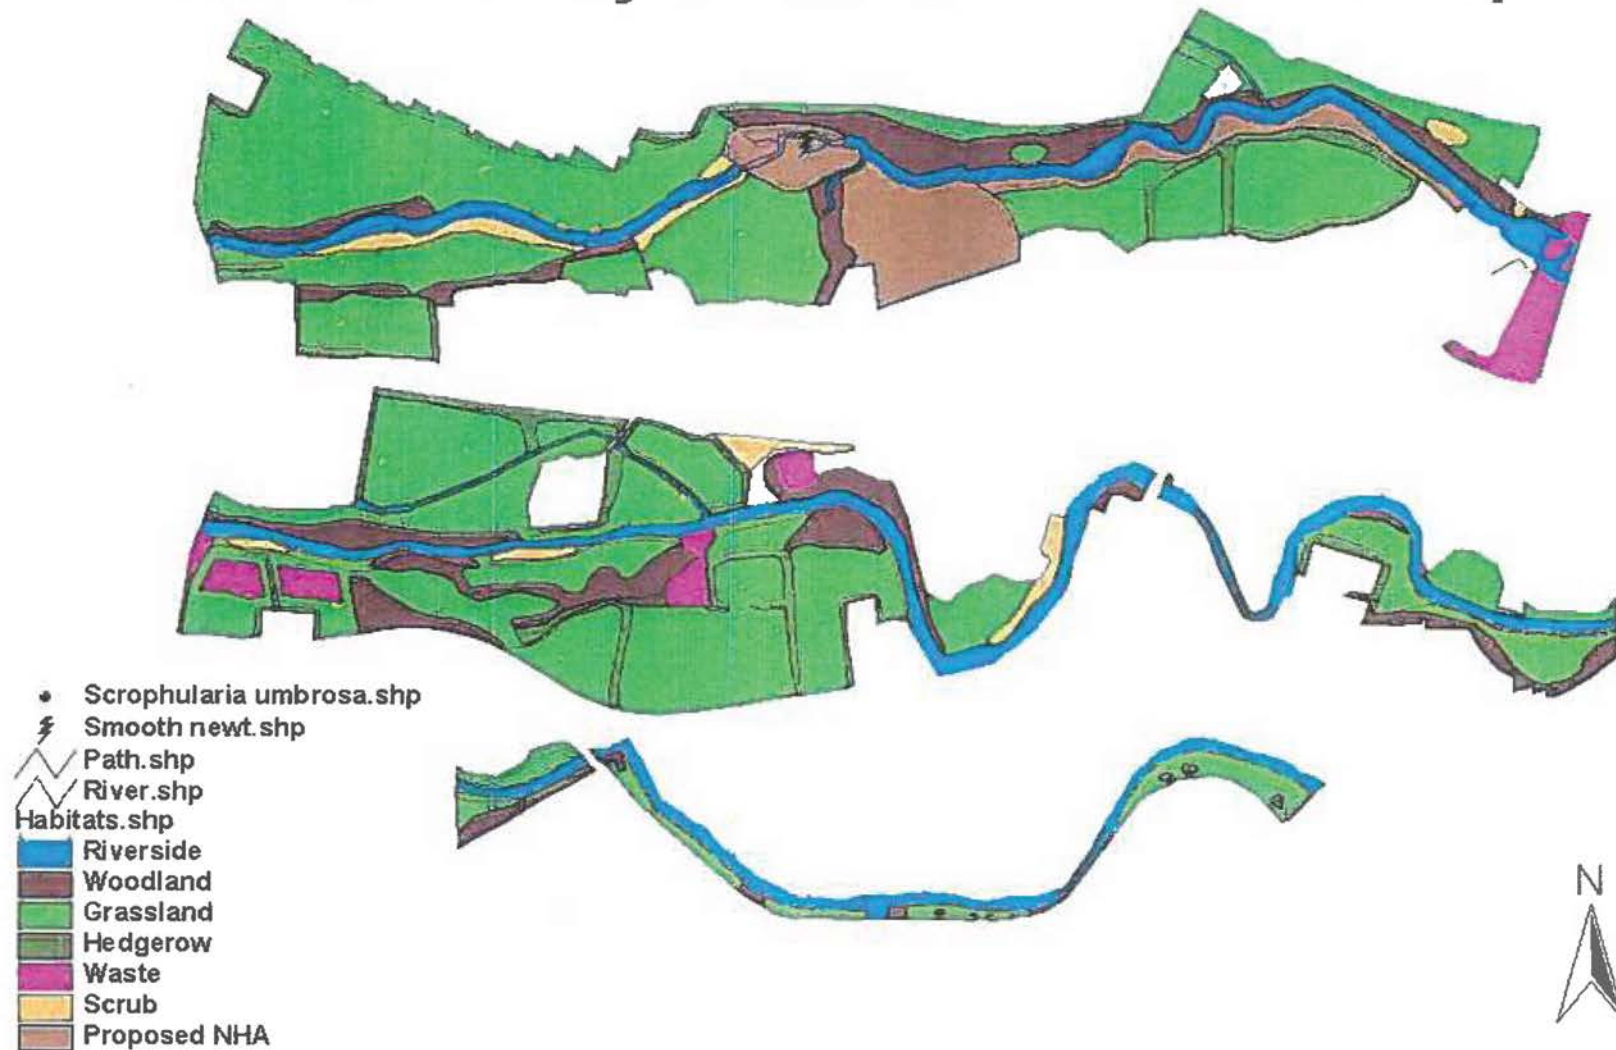 Scrophularia umbrosa.shp
Smooth newt.shp
Path.shp
River.shp
Habitats.shp
Riverside
Woodland
Grassland
Hedgerow
Waste
Scrub
Proposed NHA
N